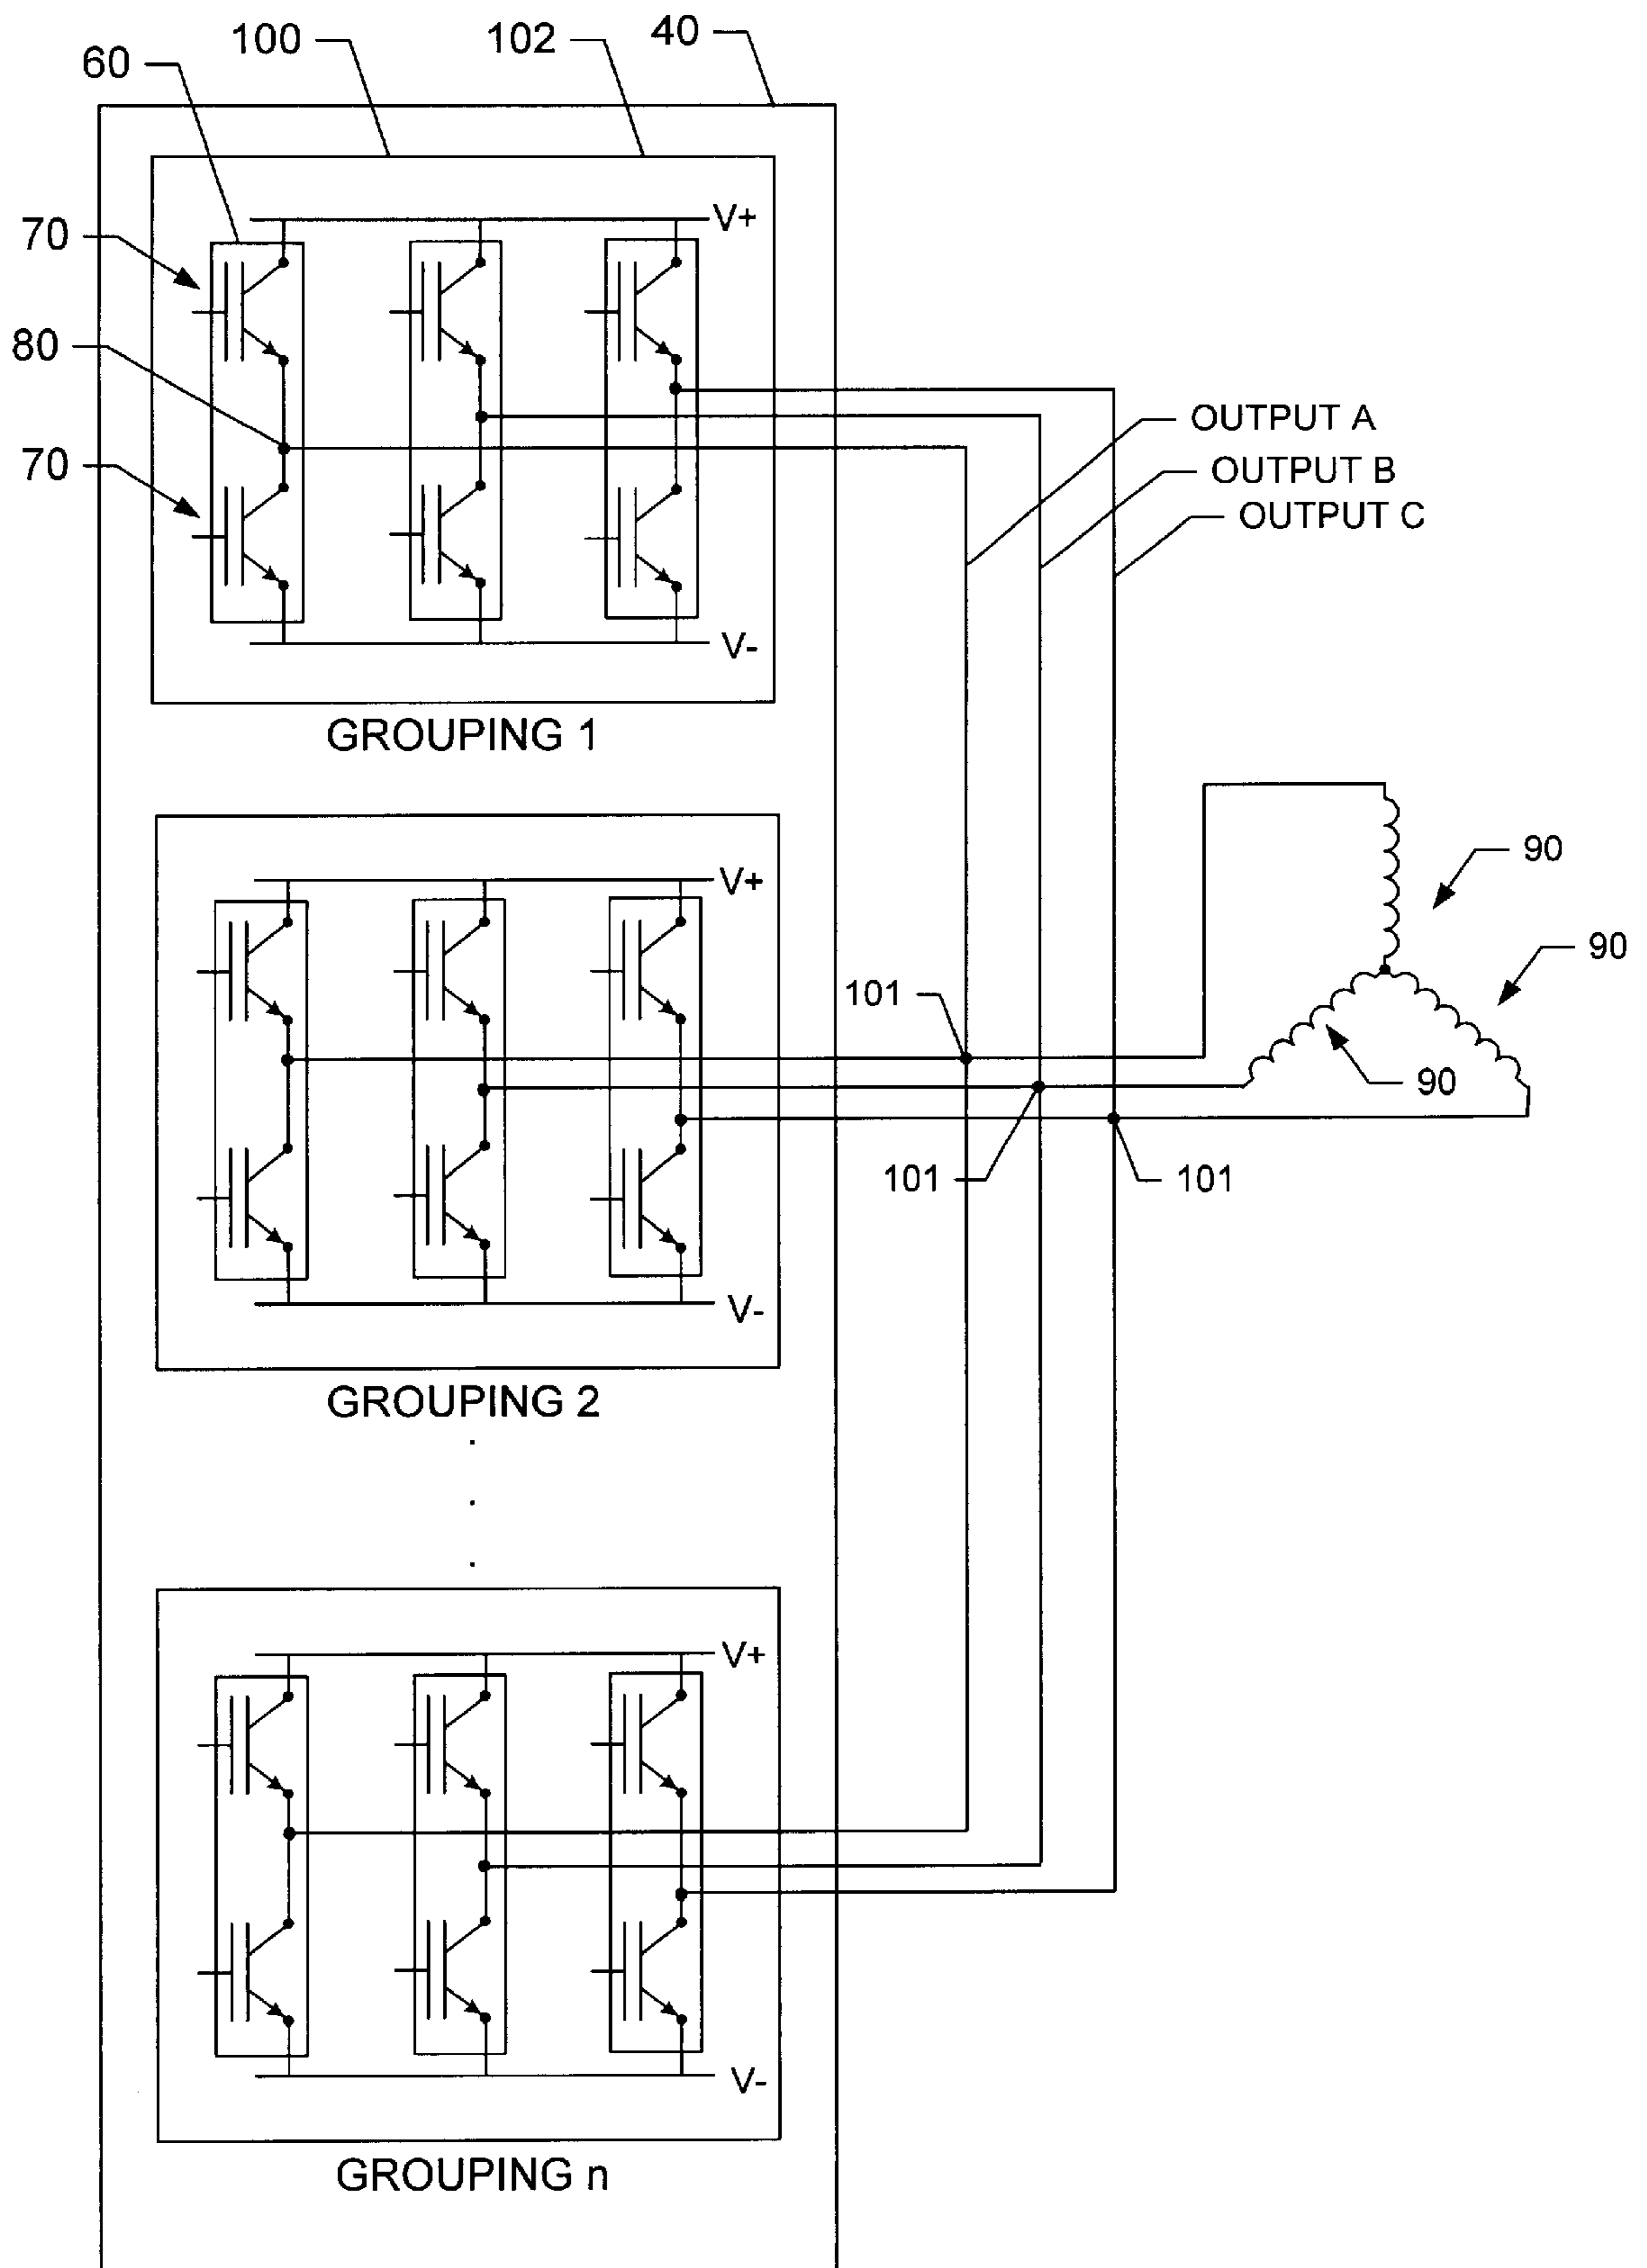 100
102
40
60
V+
70
80
OUTPUT A
70
OUTPUT B
OUTPUT C
V-
GROUPING 1
90
V+
90
101
90
101
101
V-
GROUPING 2
V+
V-
GROUPING n